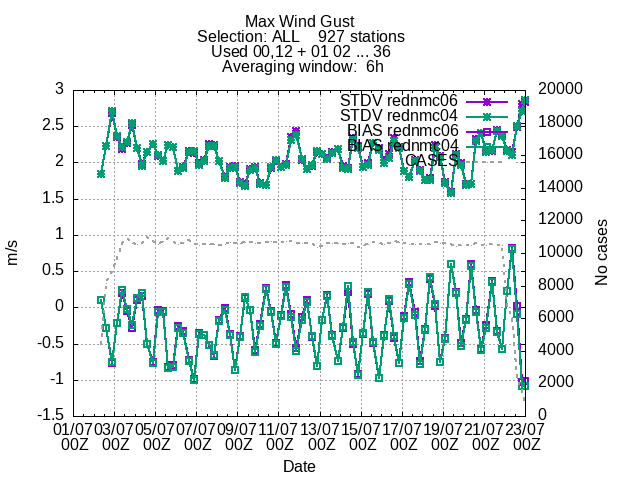 Max Wind Gust
Selection: ALL 927 stations
Used 00,12 + 01 02 ... 36
Averaging window: 6h
STDV rednmc06
STDV rednmc04
BIAS rednmc06
BIAS rednmc04
CASES
3
2.5
2
1.5
1
0.5
0
-0.5
-1
-1.5
m/s
20000
18000
16000
14000
12000
10000
8000
6000
4000
2000
0
No cases
01/07 03/07 05/07 07/07 09/07 11/07 13/07 15/07 17/07 19/07 21/07 23/07
00Z 00Z 00Z 00Z 00Z 00Z 00Z 00Z 00Z 00Z 00Z 00Z
Date